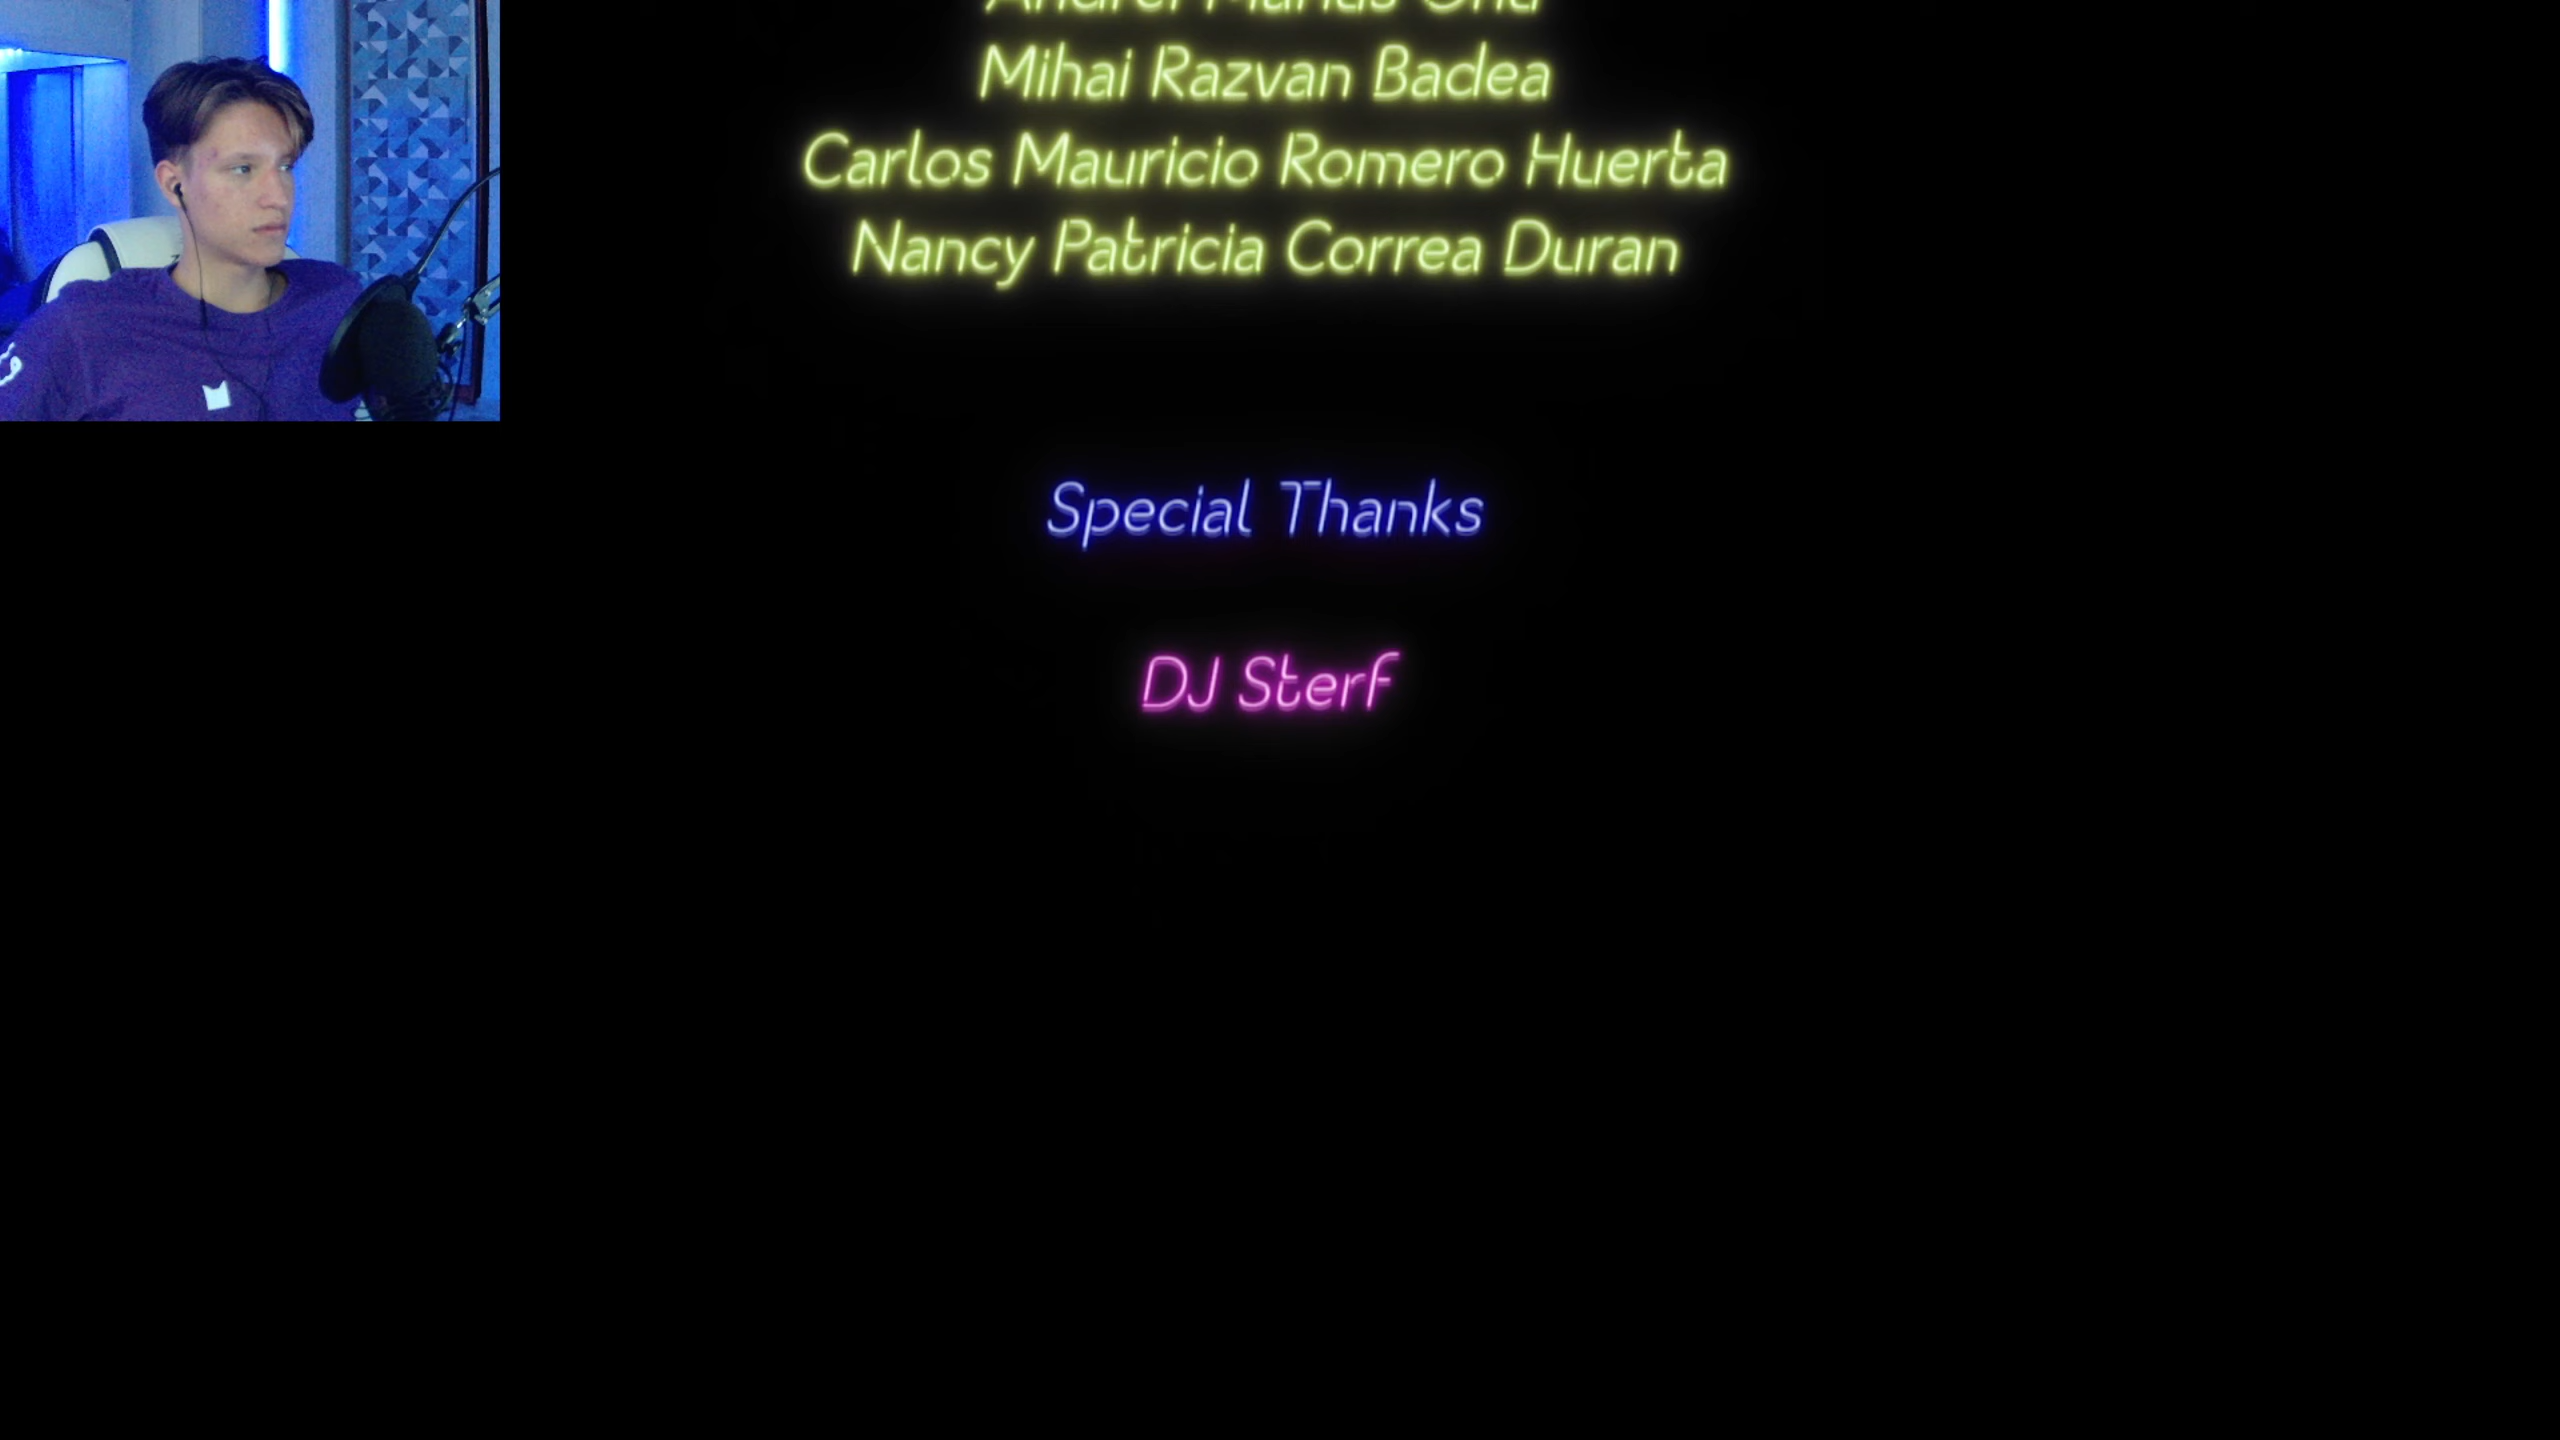 Mihai Razvan Badea
Carlos Mauricio Romero Huerta
Nancy Patricia Correa Duran
Special Thanks
DJ Sterf